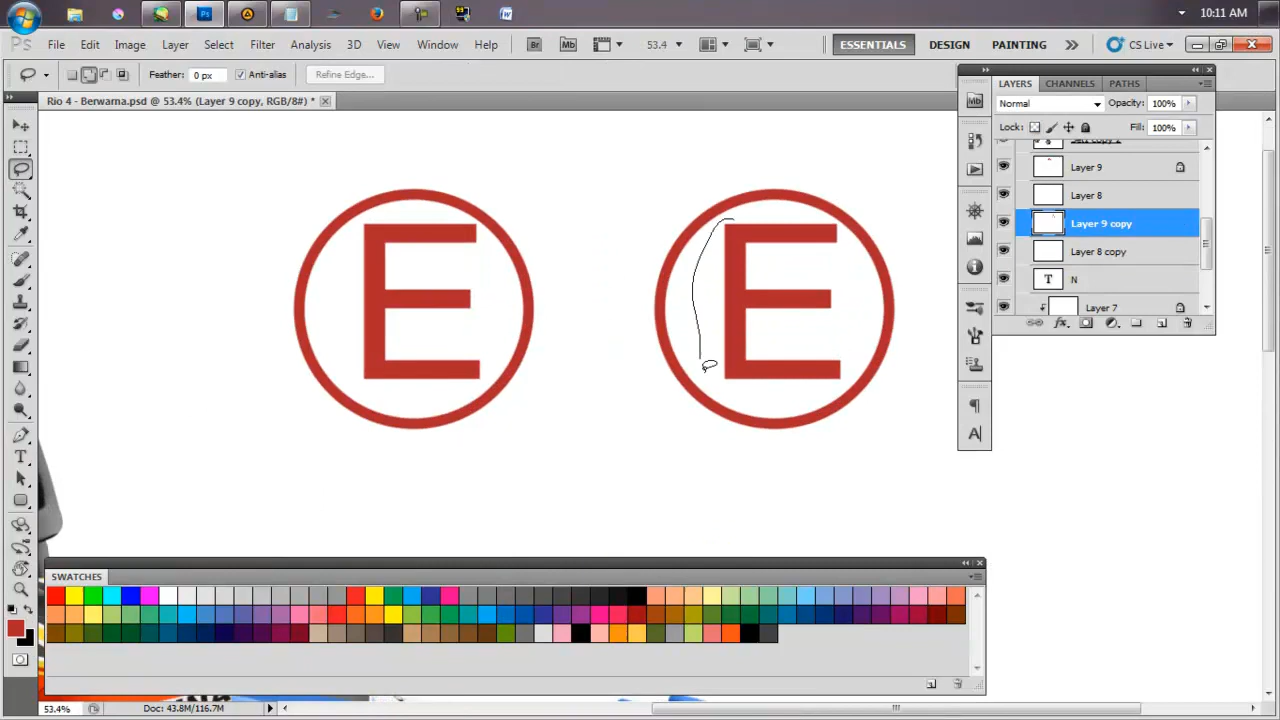 10:11 AM
Ps File Edit Image Layer Select Filter Analysis 3D View Window Help Br Mb 53.4 ESSENTIALS DESIGN PAINTING CS Live
Feather: 0 px Anti-alias Refine Edge...
Rio 4 - Berwarna.psd @ 53.4% (Layer 9 copy, RGB/8#) *
LAYERS CHANNELS PATHS
Normal Opacity: 100%
Lock: Fill: 100%
Layer 9
Layer 8
Layer 9 copy
Layer 8 copy
T N
Layer 7
E E
SWATCHES
53.4% Doc: 43.8M/116.7M